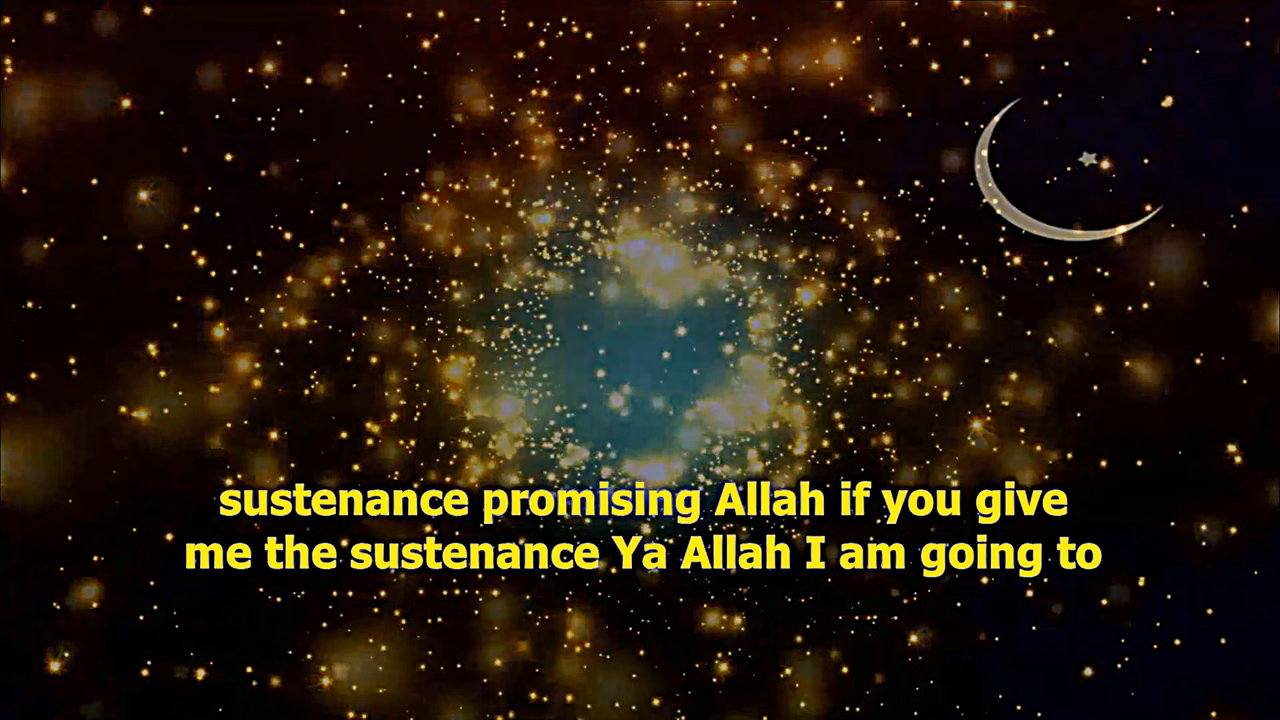 sustenance promising Allah if you give
me the sustenance Ya Allah I am going to